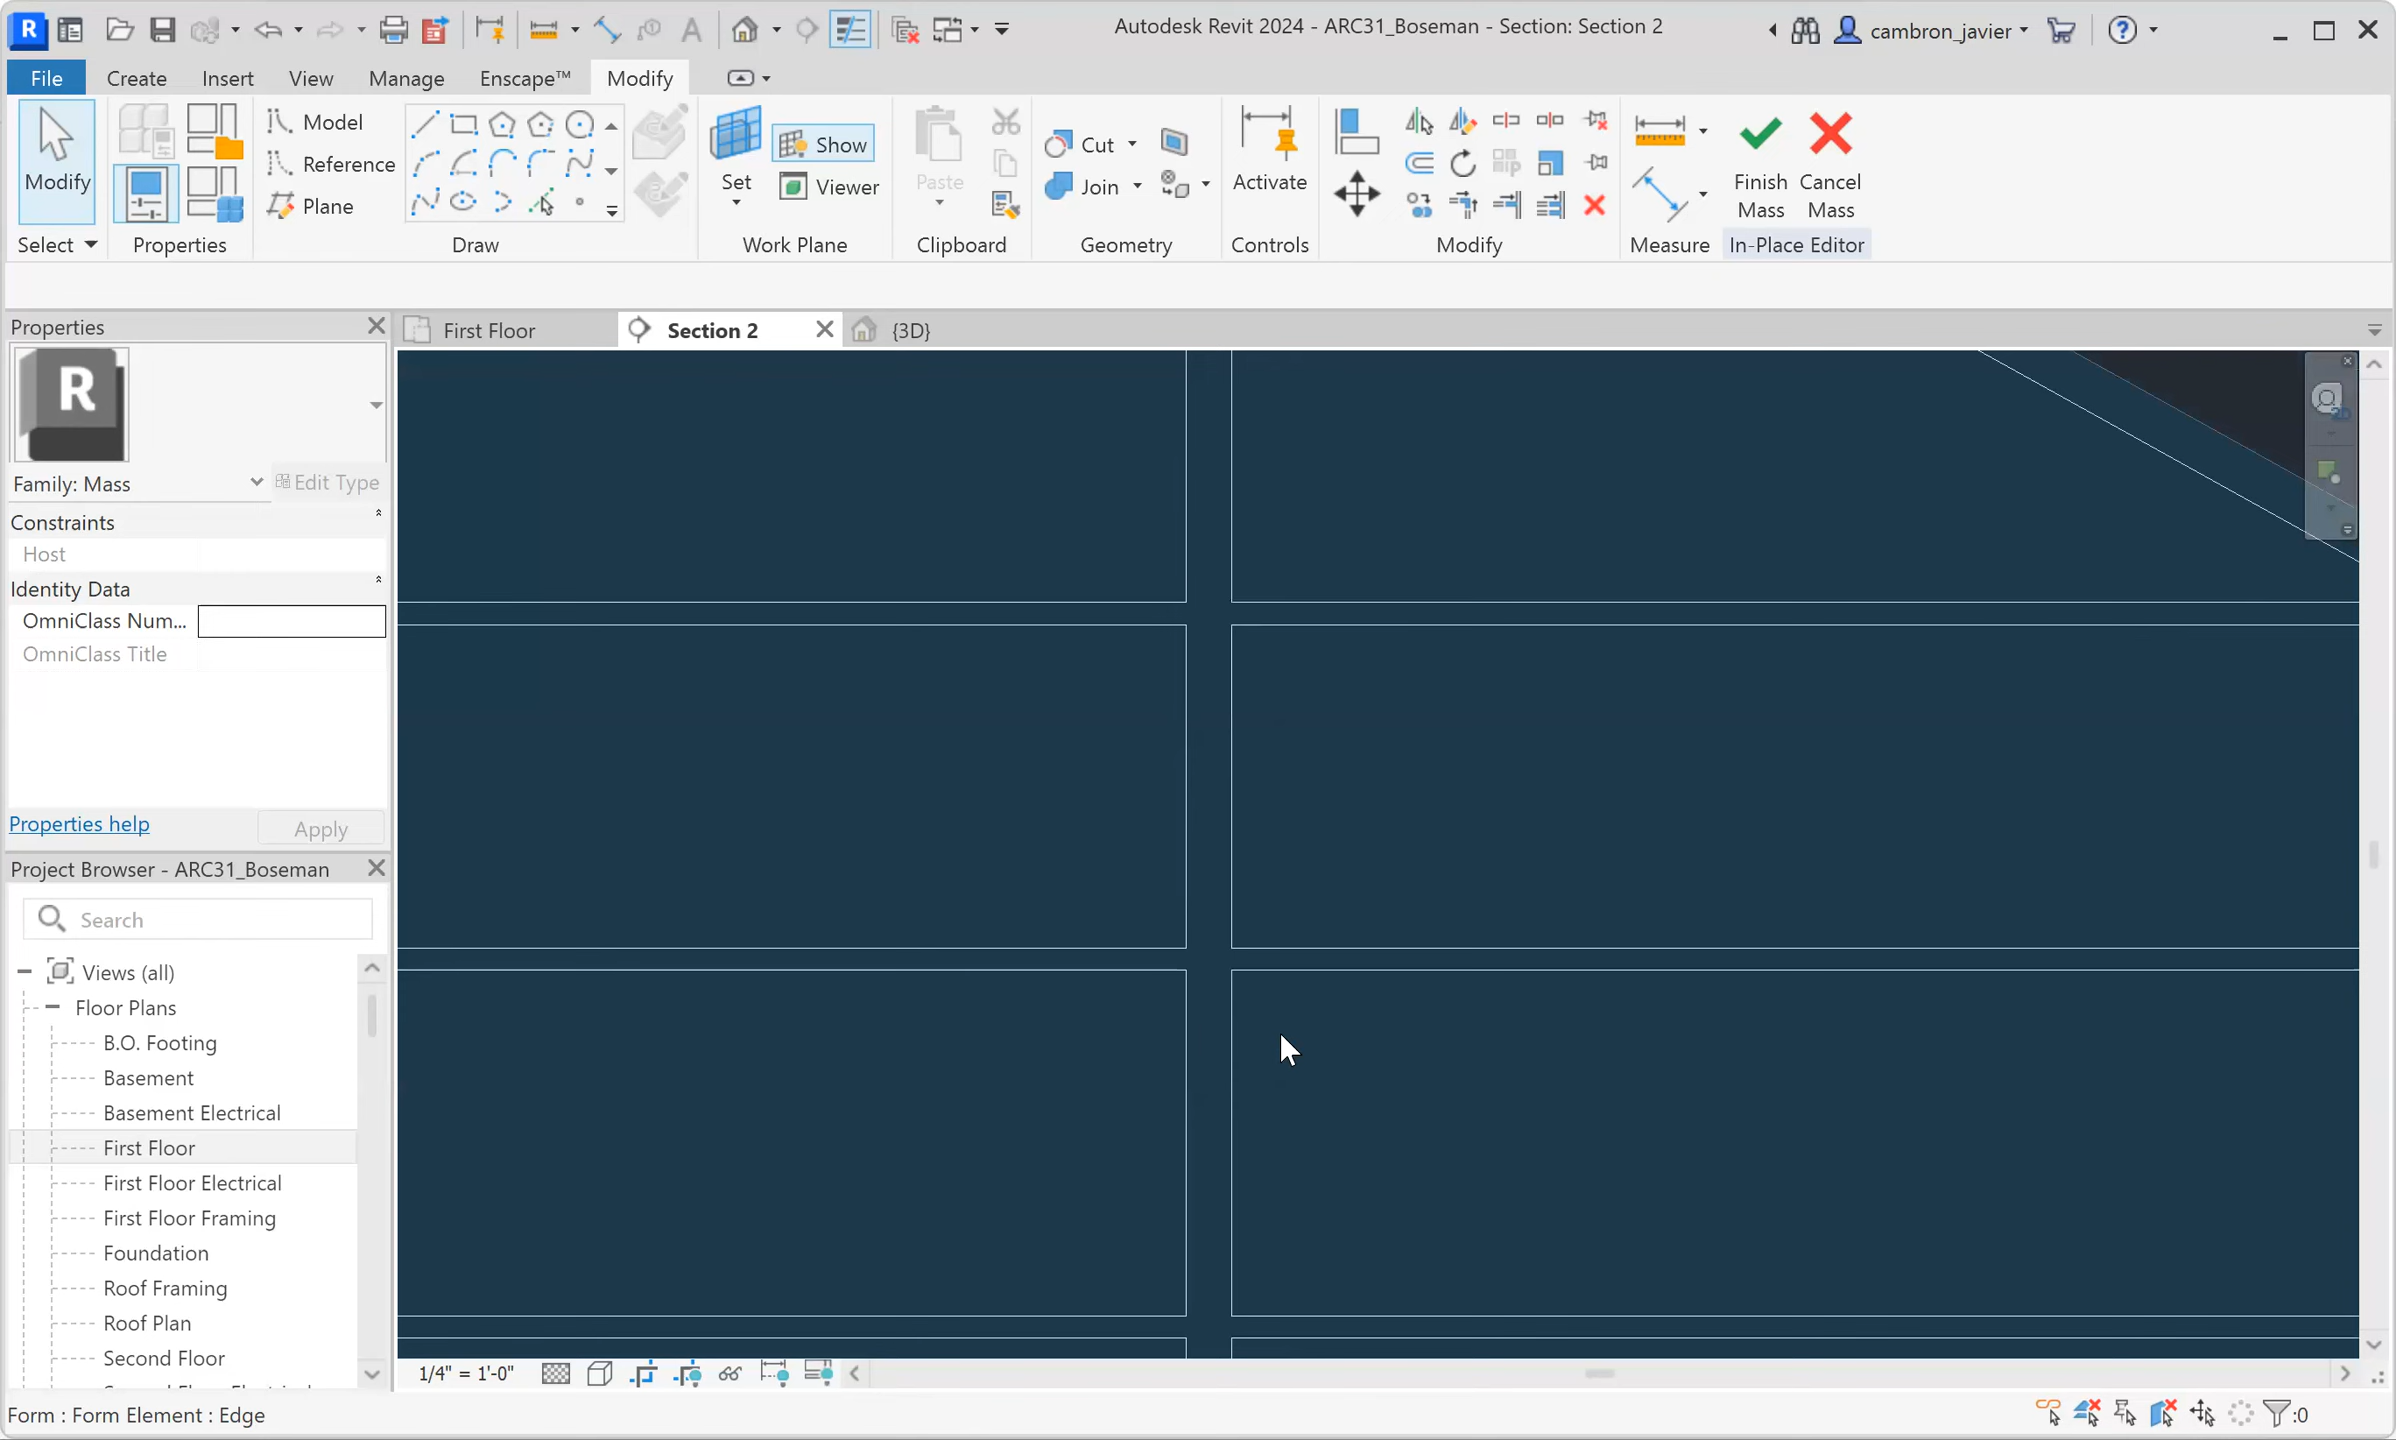 R
A
Autodesk Revit 2024 - ARC31_Boseman - Section: Section 2
cambron_javier
File Create Insert View Manage Enscape™ Modify
Modify
Select
Properties
Model
Reference
Plane
Draw
Set
Show
Viewer
Work Plane
Paste
Clipboard
Cut
Join
Geometry
Activate
Controls
Modify
Measure
Finish Mass
Cancel Mass
In-Place Editor
Properties
R
Family: Mass
Edit Type
Constraints
Host
Identity Data
OmniClass Num...
OmniClass Title
Properties help
Apply
Project Browser - ARC31_Boseman
Search
Views (all)
Floor Plans
B.O. Footing
Basement
Basement Electrical
First Floor
First Floor Electrical
First Floor Framing
Foundation
Roof Framing
Roof Plan
Second Floor
First Floor
Section 2
{3D}
1/4" = 1'-0"
Form : Form Element : Edge
:0